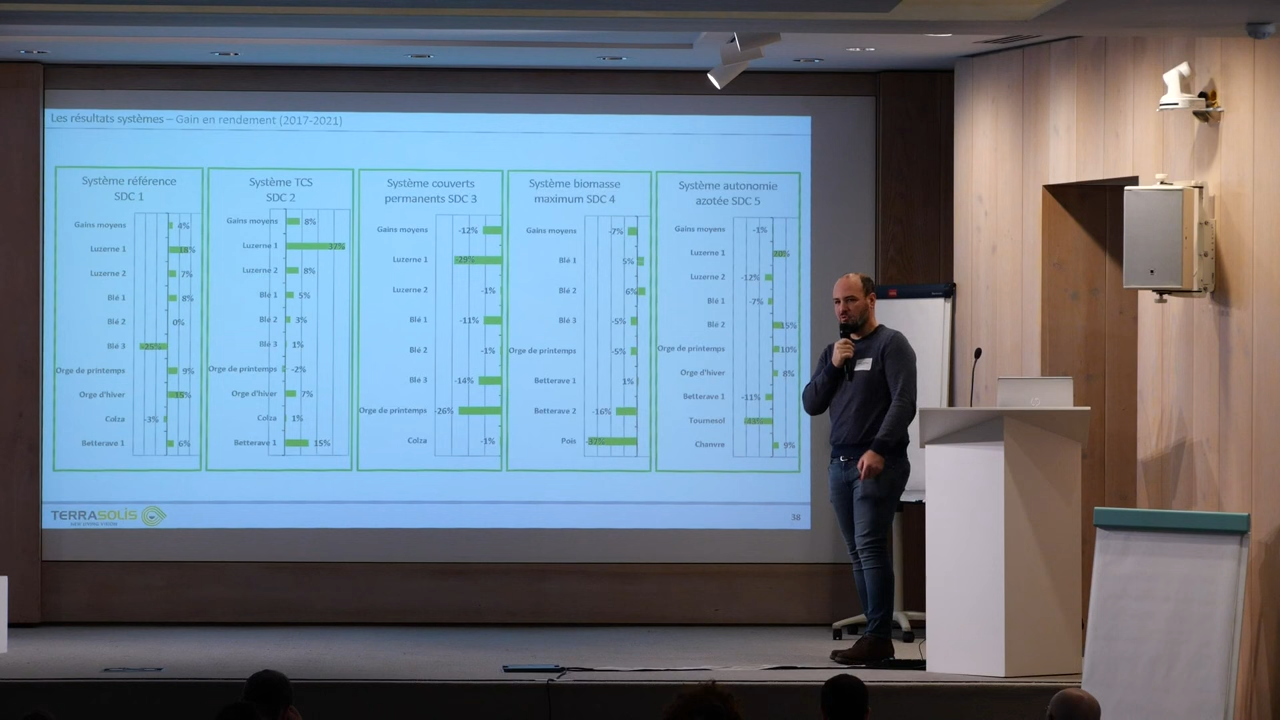 Les résultats systèmes – Gain en rendement (2017-2021)
Système référence
SDC 1
Gains moyens 4%
Luzerne 1 18%
Luzerne 2 7%
Blé 1 8%
Blé 2 0%
Blé 3 -25%
Orge de printemps 9%
Orge d'hiver 15%
Colza -3%
Betterave 1 6%
Système TCS
SDC 2
Gains moyens 8%
Luzerne 1 37%
Luzerne 2 8%
Blé 1 5%
Blé 2 3%
Blé 3 1%
Orge de printemps -2%
Orge d'hiver 7%
Colza 1%
Betterave 1 15%
Système couverts
permanents SDC 3
Gains moyens -12%
Luzerne 1 -29%
Luzerne 2 -1%
Blé 1 -11%
Blé 2 -1%
Blé 3 -14%
Orge de printemps -26%
Colza -1%
Système biomasse
maximum SDC 4
Gains moyens -7%
Blé 1 5%
Blé 2 6%
Blé 3 -5%
Orge de printemps -5%
Betterave 1 1%
Betterave 2 -16%
Pois
Système autonomie
azotée SDC 5
Gains moyens -1%
Luzerne 1 20%
Luzerne 2 -12%
Blé 1 -7%
Blé 2 15%
Orge de printemps 10%
Orge d'hiver 8%
Betterave 1 -11%
Tournesol
Chanvre 9%
TERRASOLIS
38